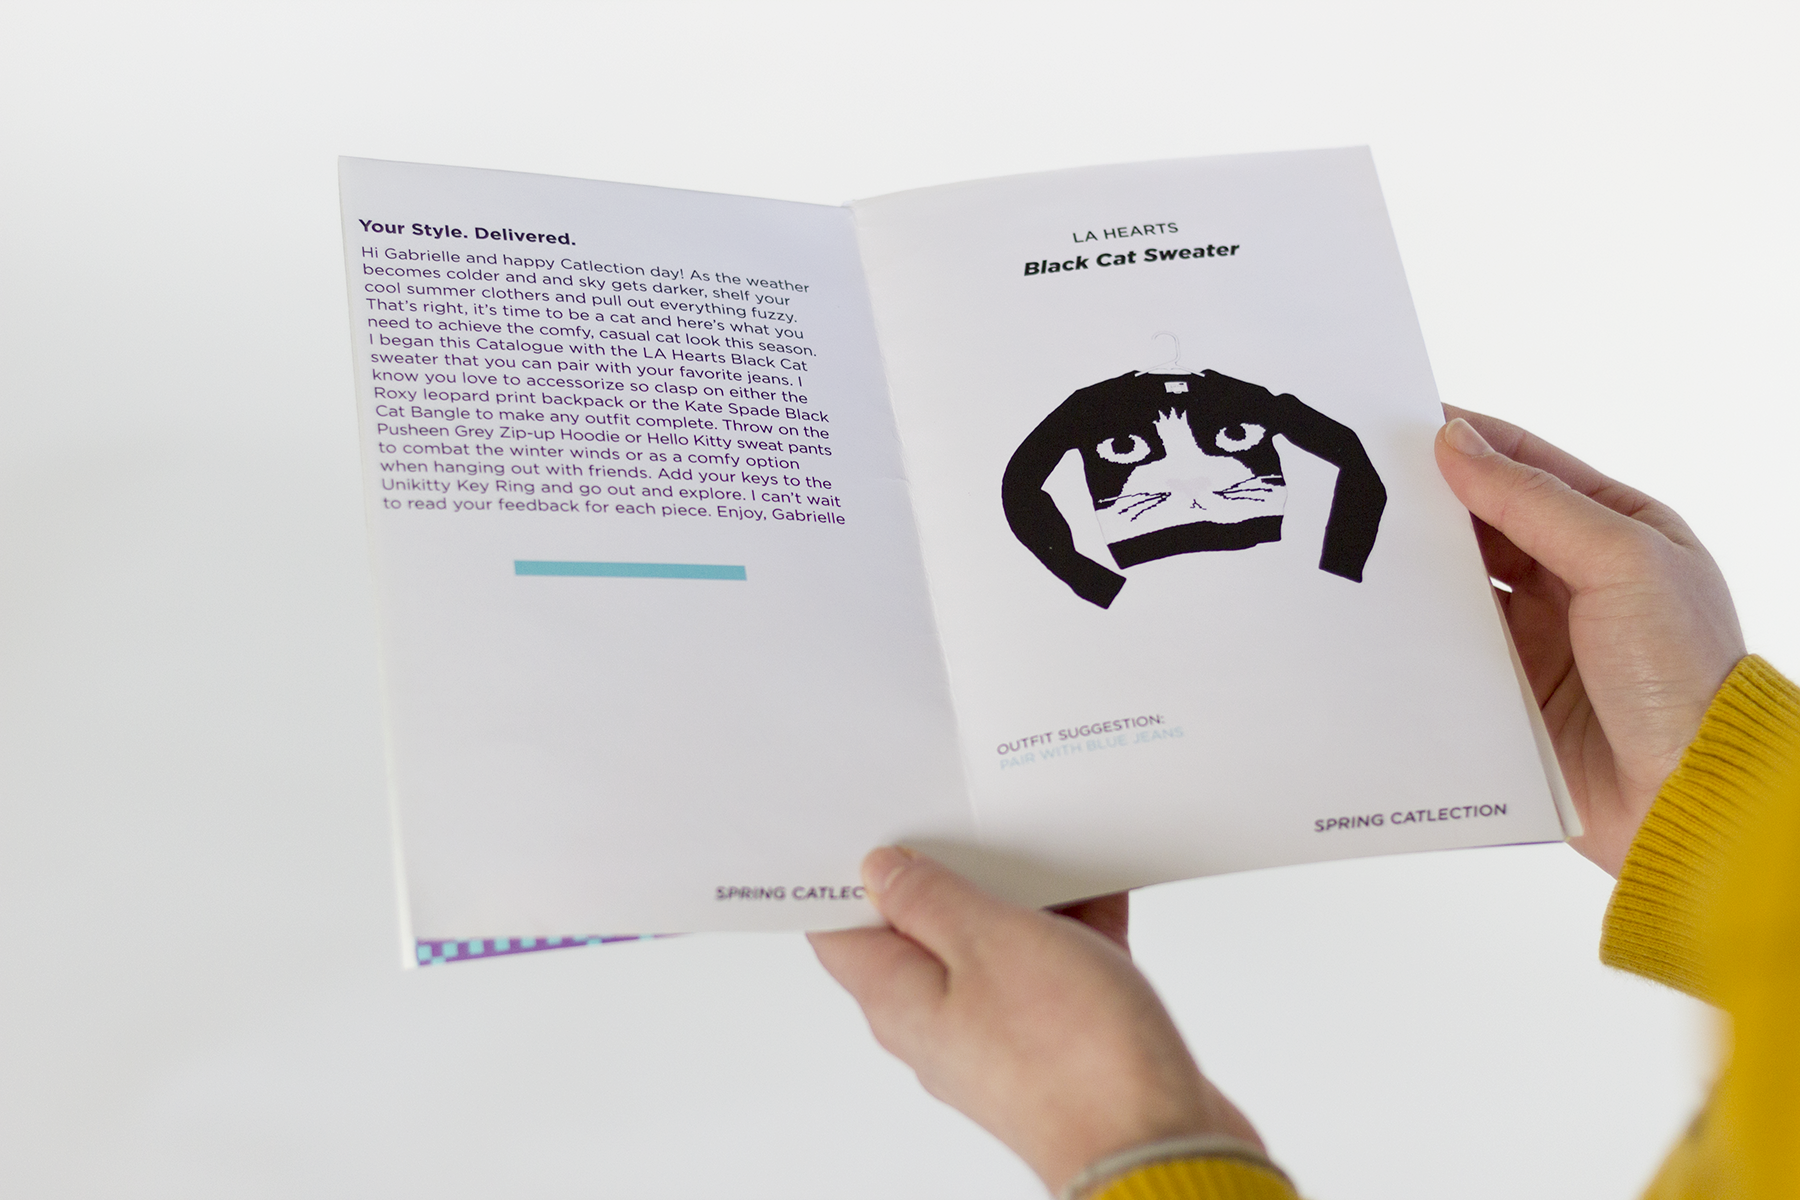 Your Style. Delivered.
Hi Gabrielle and happy Catlection day! As the weather
becomes colder and and sky gets darker, shelf your
cool summer clothers and pull out everything fuzzy.
That's right, it's time to be a cat and here's what you
need to achieve the comfy, casual cat look this season.
I began this Catalogue with the LA Hearts Black Cat
sweater that you can pair with your favorite jeans. I
know you love to accessorize so clasp on either the
Roxy leopard print backpack or the Kate Spade Black
Cat Bangle to make any outfit complete. Throw on the
Pusheen Grey Zip-up Hoodie or Hello Kitty sweat pants
to combat the winter winds or as a comfy option
when hanging out with friends. Add your keys to the
Unikitty Key Ring and go out and explore. I can't wait
to read your feedback for each piece. Enjoy, Gabrielle
SPRING CATLEC
LA HEARTS
Black Cat Sweater
OUTFIT SUGGESTION:
PAIR WITH BLUE JEANS
SPRING CATLECTION